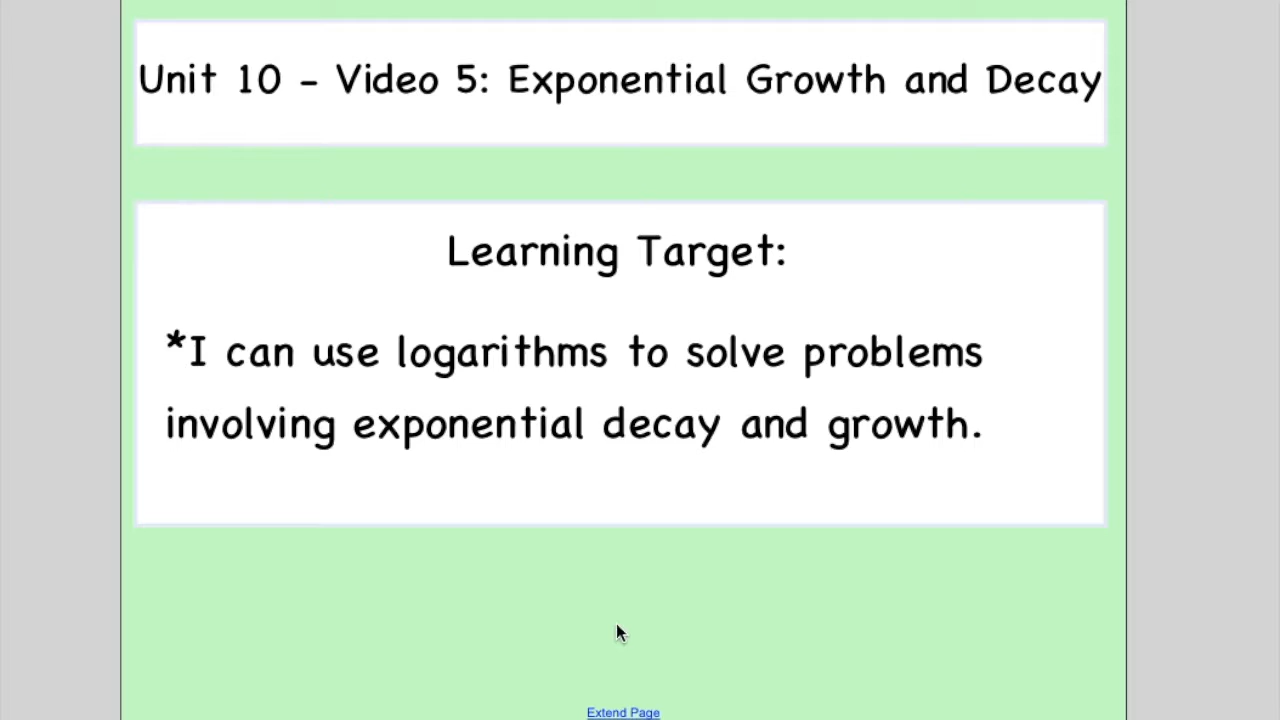 Unit 10 - Video 5: Exponential Growth and Decay
Learning Target:
*I can use logarithms to solve problems
involving exponential decay and growth.
Extend Page